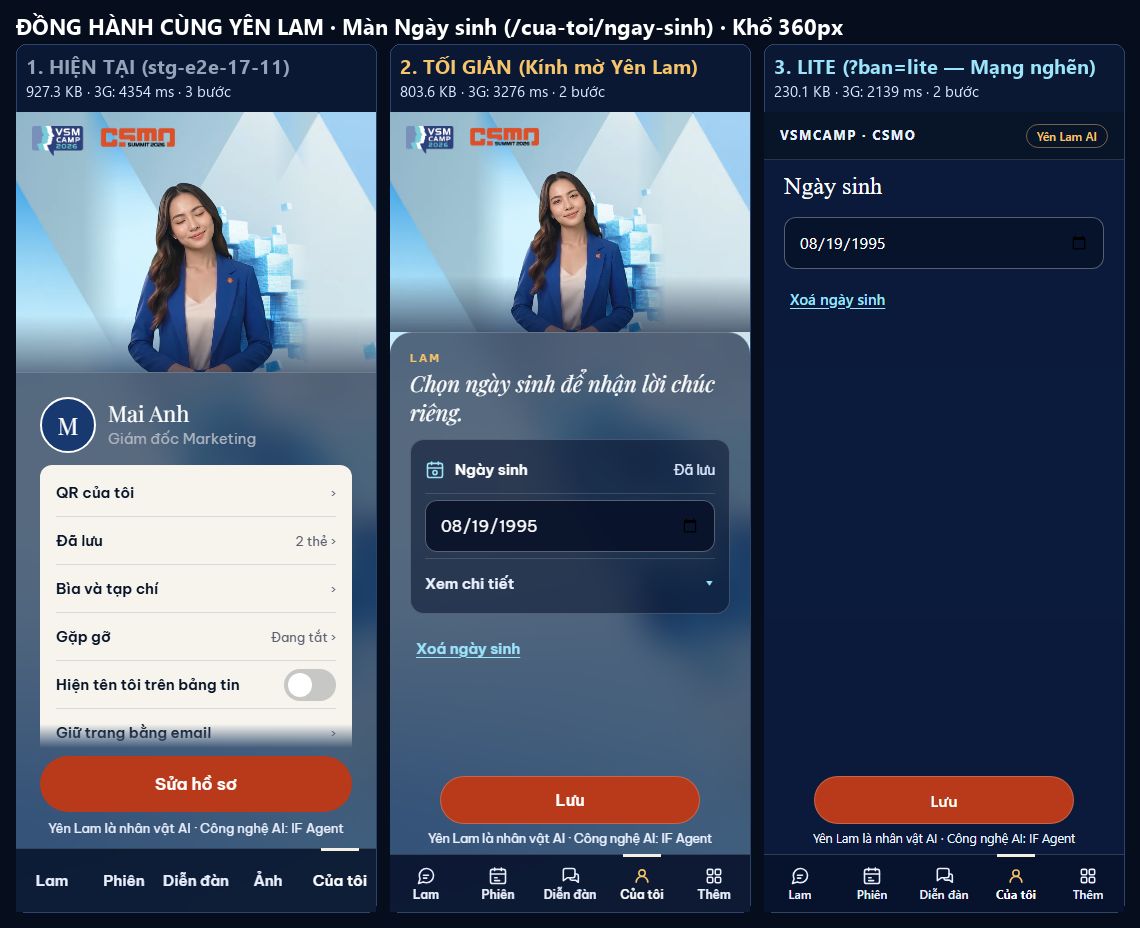 ĐỒNG HÀNH CÙNG YÊN LAM · Màn Ngày sinh (/cua-toi/ngay-sinh) · Khổ 360px
1. HIỆN TẠI (stg-e2e-17-11)
927.3 KB · 3G: 4354 ms · 3 bước
VSM CAMP 2026
CSMO SUMMIT 2026
M
Mai Anh
Giám đốc Marketing
QR của tôi ›
Đã lưu 2 thẻ ›
Bìa và tạp chí ›
Gặp gỡ Đang tắt ›
Hiện tên tôi trên bảng tin
Giữ trang bằng email ›
Sửa hồ sơ
Yên Lam là nhân vật AI · Công nghệ AI: IF Agent
Lam Phiên Diễn đàn Ảnh Của tôi
2. TỐI GIẢN (Kính mờ Yên Lam)
803.6 KB · 3G: 3276 ms · 2 bước
VSM CAMP 2026
CSMO SUMMIT 2026
LAM
Chọn ngày sinh để nhận lời chúc
riêng.
Ngày sinh Đã lưu
08/19/1995
Xem chi tiết
Xoá ngày sinh
Lưu
Yên Lam là nhân vật AI · Công nghệ AI: IF Agent
Lam Phiên Diễn đàn Của tôi Thêm
3. LITE (?ban=lite — Mạng nghẽn)
230.1 KB · 3G: 2139 ms · 2 bước
VSMCAMP · CSMO
Yên Lam AI
Ngày sinh
08/19/1995
Xoá ngày sinh
Lưu
Yên Lam là nhân vật AI · Công nghệ AI: IF Agent
Lam Phiên Diễn đàn Của tôi Thêm